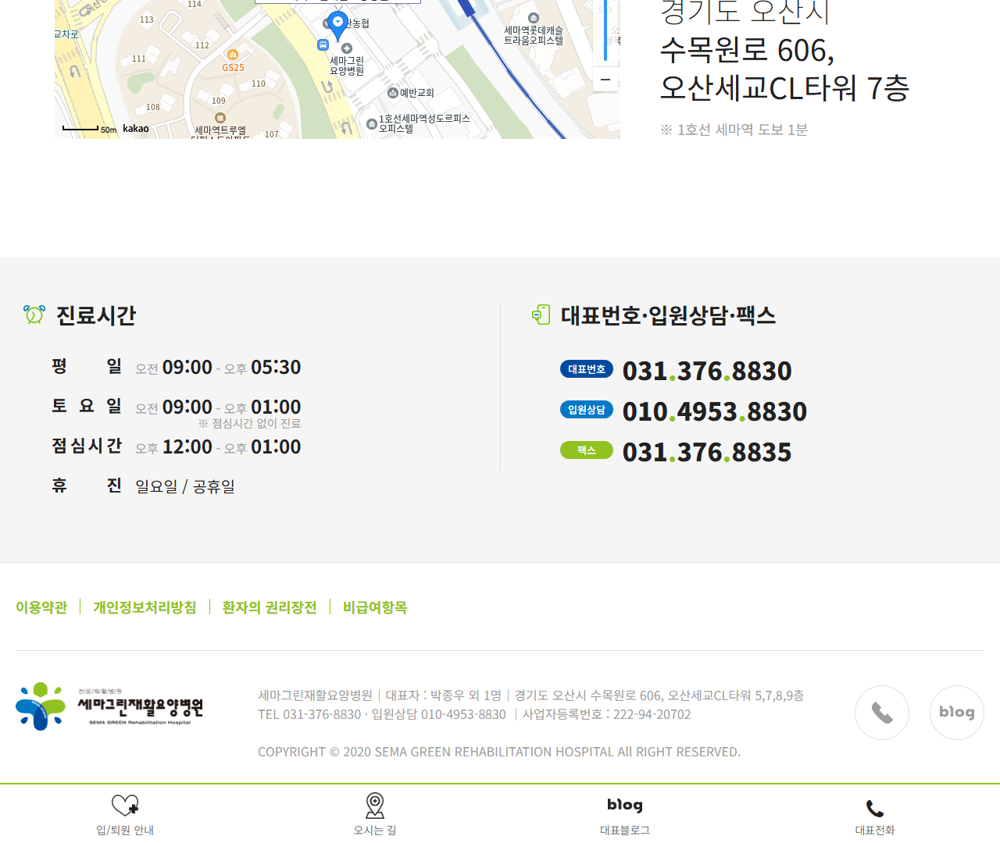 독산성
114
113
교차로
112
111
GS25
110
109
108
세마역트루엘
107
50m
kakao
농협
세마그린
요양병원
예반교회
1호선세마역성도르피스
오피스텔
세마역롯데캐슬
트라움오피스텔
경기도 오산시
수목원로 606,
오산세교CL타워 7층
※ 1호선 세마역 도보 1분
진료시간
평 일 오전 09:00 - 오후 05:30
토 요 일 오전 09:00 - 오후 01:00
※ 점심시간 없이 진료
점심시간 오후 12:00 - 오후 01:00
휴 진 일요일 / 공휴일
대표번호·입원상담·팩스
대표번호 031.376.8830
입원상담 010.4953.8830
팩스 031.376.8835
이용약관 | 개인정보처리방침 | 환자의 권리장전 | 비급여항목
전/문/재/활/병/원
세마그린재활요양병원
SEMA GREEN Rehabilitation Hospital
세마그린재활요양병원 | 대표자 : 박종우 외 1명 | 경기도 오산시 수목원로 606, 오산세교CL타워 5,7,8,9층
TEL 031-376-8830 · 입원상담 010-4953-8830 | 사업자등록번호 : 222-94-20702
COPYRIGHT © 2020 SEMA GREEN REHABILITATION HOSPITAL All RIGHT RESERVED.
blog
입/퇴원 안내
오시는 길
blog
대표블로그
대표전화